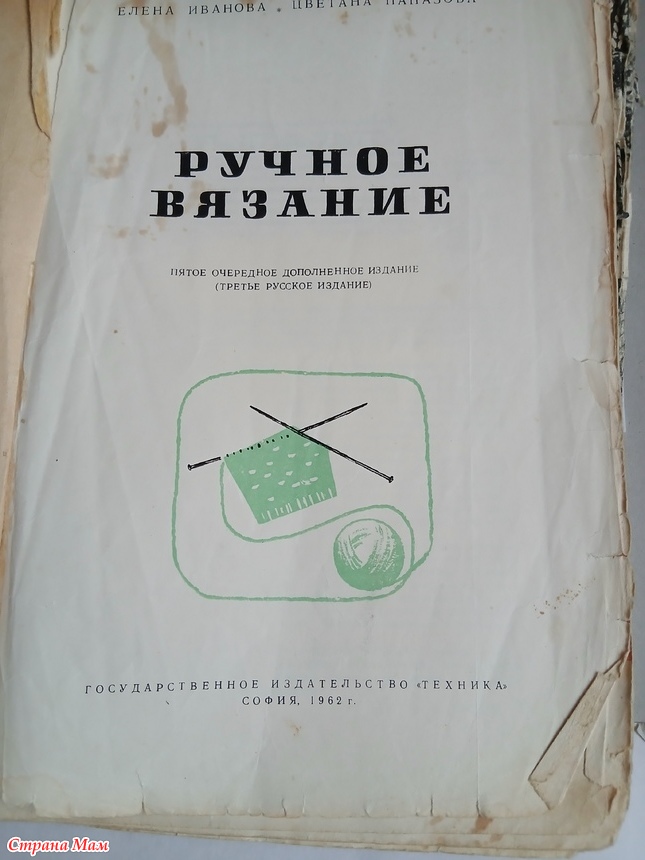 ЕЛЕНА ИВАНОВА . ЦВЕТАНА ПАПАЗОВА
РУЧНОЕ
ВЯЗАНИЕ
ПЯТОЕ ОЧЕРЕДНОЕ ДОПОЛНЕННОЕ ИЗДАНИЕ
(ТРЕТЬЕ РУССКОЕ ИЗДАНИЕ)
ГОСУДАРСТВЕННОЕ ИЗДАТЕЛЬСТВО «ТЕХНИКА»
СОФИЯ, 1962 г.
Страна Мам